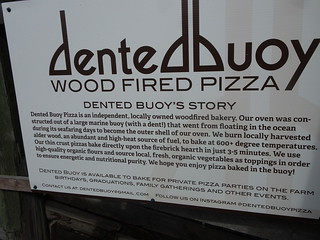 dentedbuoy
WOOD FIRED PIZZA
DENTED BUOY'S STORY
Dented Buoy Pizza is an independent, locally owned woodfired bakery. Our oven was con-
structed out of a large marine buoy (with a dent) that went from floating in the ocean
during its seafaring days to become the outer shell of our oven. We burn locally harvested
alder wood, an abundant and high-heat source of fuel, to bake at 600+ degree temperatures.
Our thin crust pizzas bake directly upon the firebrick hearth in just 3-5 minutes. We use
high-quality organic flours and source local, fresh, organic vegetables as toppings in order
to ensure energetic and nutritional purity. We hope you enjoy pizza baked in the buoy!
DENTED BUOY IS AVAILABLE TO BAKE FOR PRIVATE PIZZA PARTIES ON THE FARM
BIRTHDAYS, GRADUATIONS, FAMILY GATHERINGS AND OTHER EVENTS.
CONTACT US AT DENTEDBUOY@GMAIL.COM FOLLOW US ON INSTAGRAM @DENTEDBUOYPIZZA